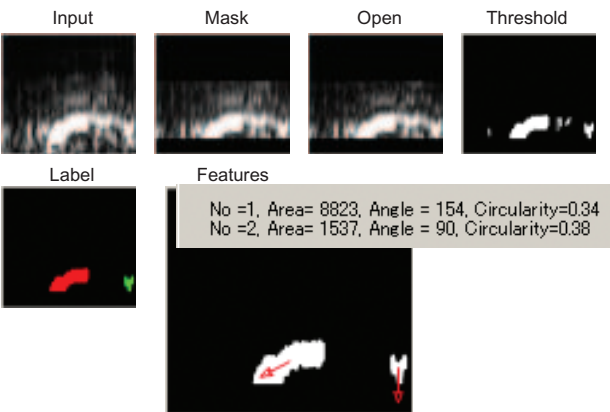 Input Mask Open Threshold
Label Features
No =1, Area= 8823, Angle = 154, Circularity=0.34
No =2, Area= 1537, Angle = 90, Circularity=0.38